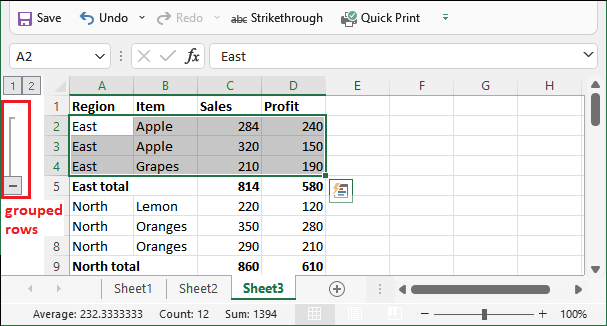 Save Undo Redo abc Strikethrough Quick Print
A2 fx East
1 2 A B C D E F G H
1 Region Item Sales Profit
2 East Apple 284 240
3 East Apple 320 150
4 East Grapes 210 190
5 East total 814 580
grouped North Lemon 220 120
rows North Oranges 350 280
8 North Oranges 290 210
9 North total 860 610
Sheet1 Sheet2 Sheet3
Average: 232.3333333 Count: 12 Sum: 1394 100%